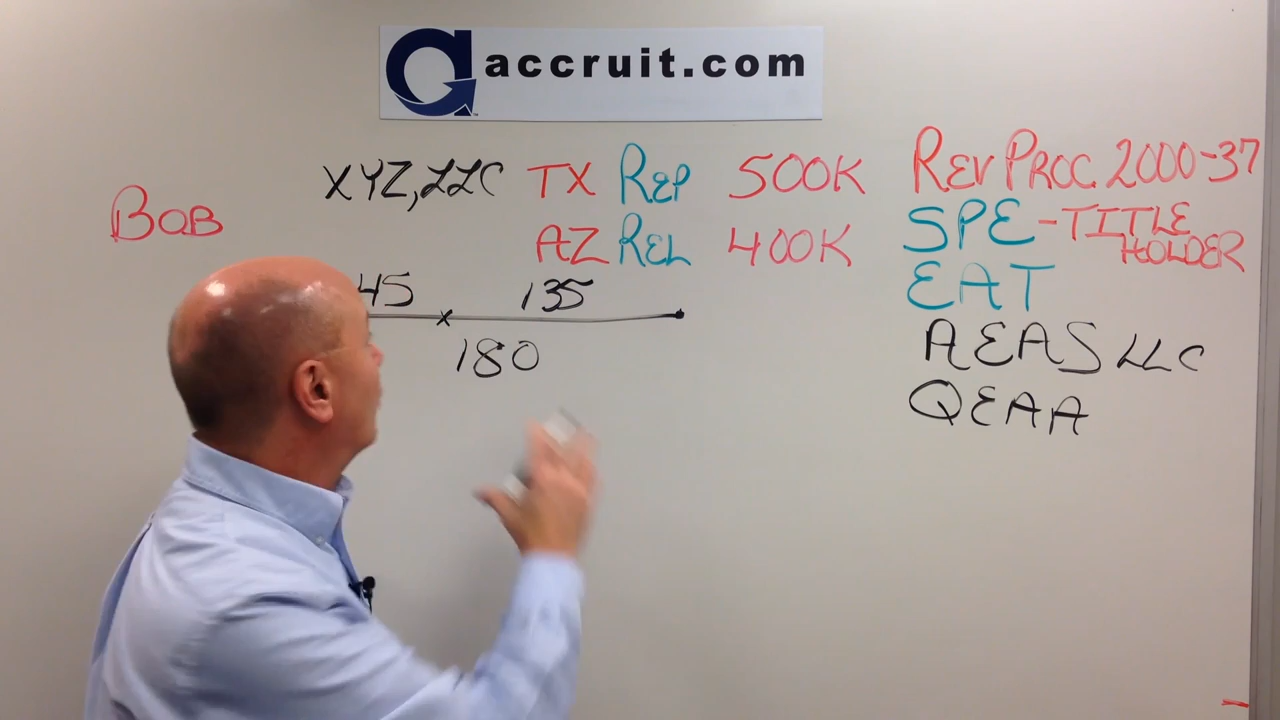 accruit.com
BOB
XYZ, LLC TX REP 500K
AZ REL 400K
45 135
180
REV PROC 2000-37
SPE - TITLE HOLDER
EAT
AEAS LLC
QEAA